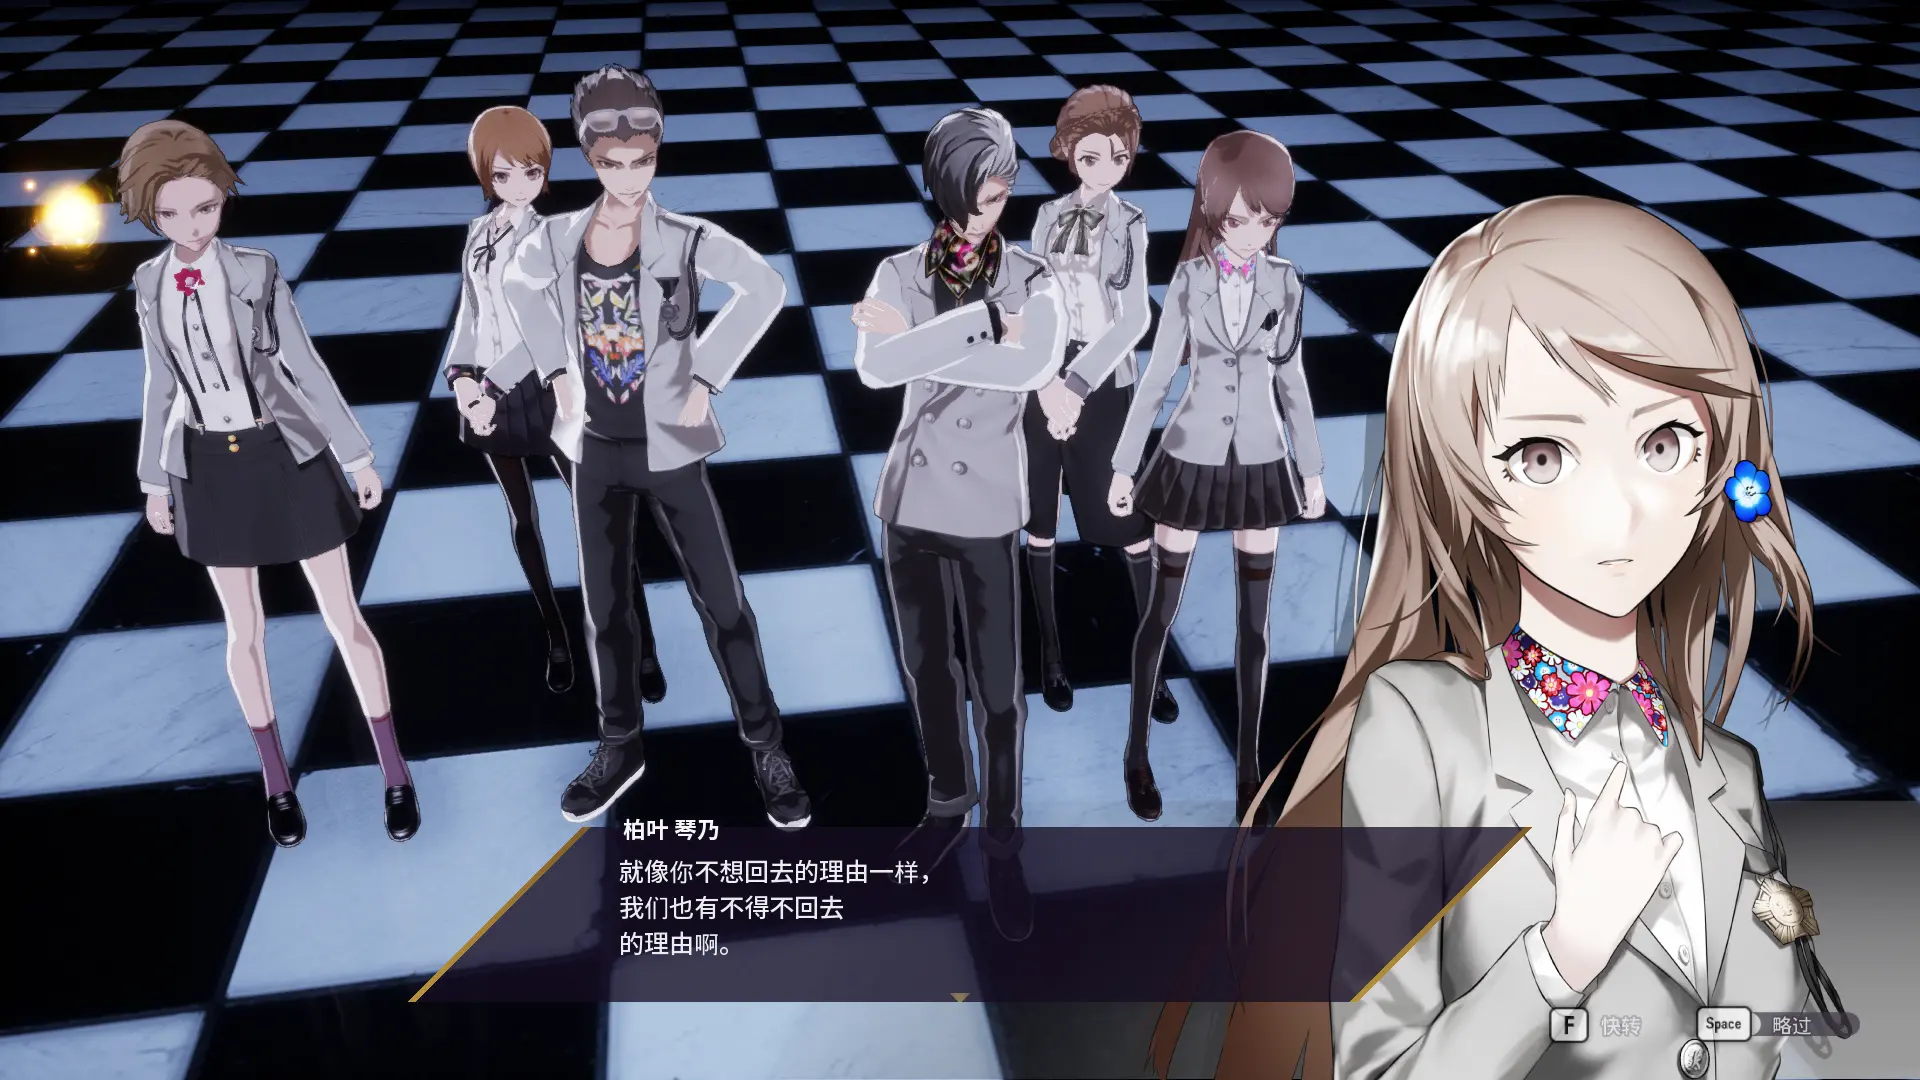 柏叶 琴乃
就像你不想回去的理由一样，
我们也有不得不回去
的理由啊。
F 快转 Space 略过